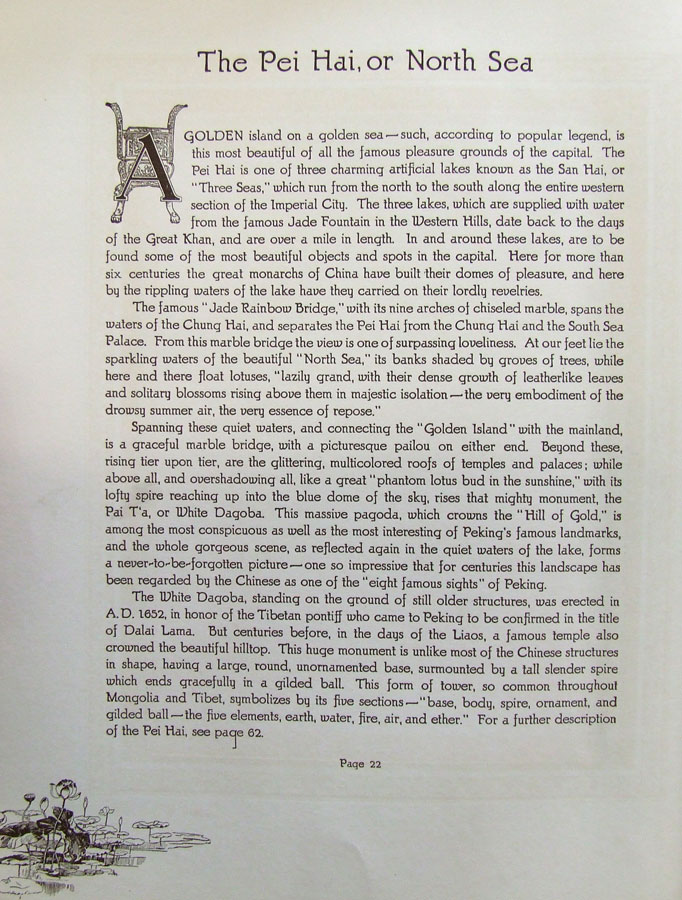 The Pei Hai, or North Sea
A GOLDEN island on a golden sea—such, according to popular legend, is
this most beautiful of all the famous pleasure grounds of the capital. The
Pei Hai is one of three charming artificial lakes known as the San Hai, or
"Three Seas," which run from the north to the south along the entire western
section of the Imperial City. The three lakes, which are supplied with water
from the famous Jade Fountain in the Western Hills, date back to the days
of the Great Khan, and are over a mile in length. In and around these lakes, are to be
found some of the most beautiful objects and spots in the capital. Here for more than
six centuries the great monarchs of China have built their domes of pleasure, and here
by the rippling waters of the lake have they carried on their lordly revelries.
The famous "Jade Rainbow Bridge," with its nine arches of chiseled marble, spans the
waters of the Chung Hai, and separates the Pei Hai from the Chung Hai and the South Sea
Palace. From this marble bridge the view is one of surpassing loveliness. At our feet lie the
sparkling waters of the beautiful "North Sea," its banks shaded by groves of trees, while
here and there float lotuses, "lazily grand, with their dense growth of leatherlike leaves
and solitary blossoms rising above them in majestic isolation—the very embodiment of the
drowsy summer air, the very essence of repose."
Spanning these quiet waters, and connecting the "Golden Island" with the mainland,
is a graceful marble bridge, with a picturesque pailou on either end. Beyond these,
rising tier upon tier, are the glittering, multicolored roofs of temples and palaces; while
above all, and overshadowing all, like a great "phantom lotus bud in the sunshine," with its
lofty spire reaching up into the blue dome of the sky, rises that mighty monument, the
Pai T'a, or White Dagoba. This massive pagoda, which crowns the "Hill of Gold," is
among the most conspicuous as well as the most interesting of Peking's famous landmarks,
and the whole gorgeous scene, as reflected again in the quiet waters of the lake, forms
a never-to-be-forgotten picture—one so impressive that for centuries this landscape has
been regarded by the Chinese as one of the "eight famous sights" of Peking.
The White Dagoba, standing on the ground of still older structures, was erected in
A.D. 1652, in honor of the Tibetan pontiff who came to Peking to be confirmed in the title
of Dalai Lama. But centuries before, in the days of the Liaos, a famous temple also
crowned the beautiful hilltop. This huge monument is unlike most of the Chinese structures
in shape, having a large, round, unornamented base, surmounted by a tall slender spire
which ends gracefully in a gilded ball. This form of tower, so common throughout
Mongolia and Tibet, symbolizes by its five sections—"base, body, spire, ornament, and
gilded ball—the five elements, earth, water, fire, air, and ether." For a further description
of the Pei Hai, see page 62.
Page 22